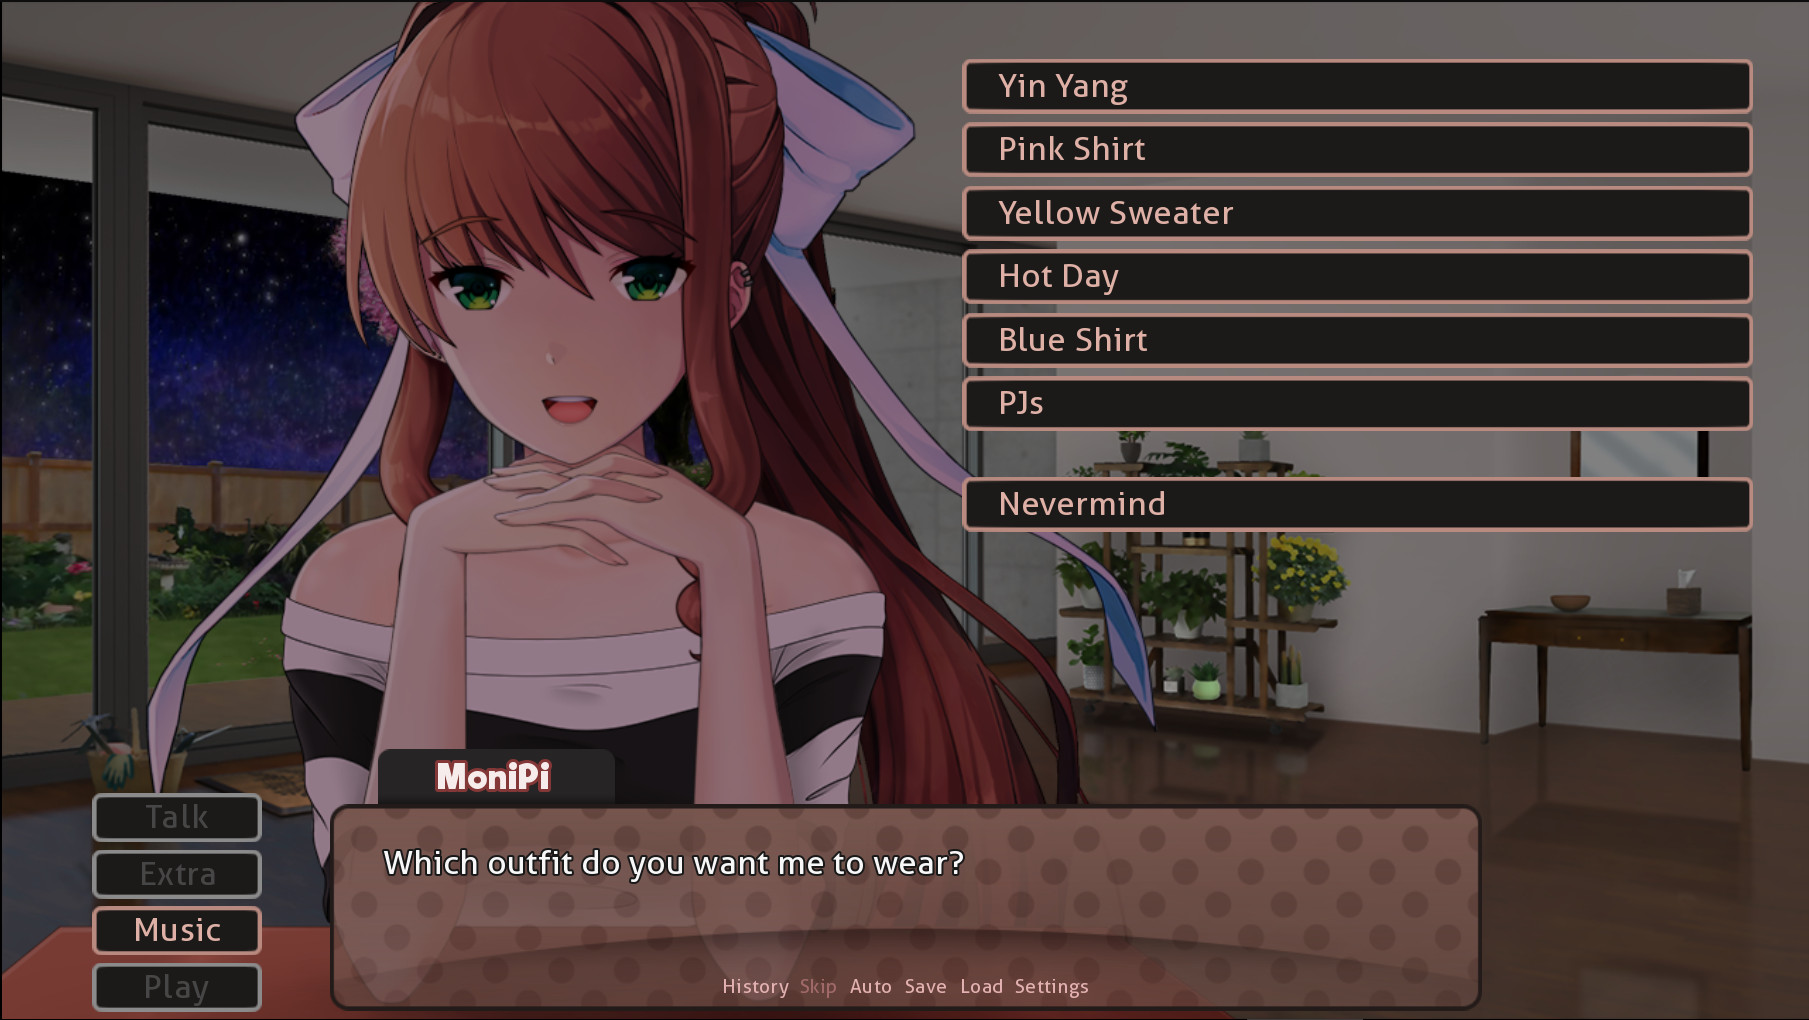 Yin Yang
Pink Shirt
Yellow Sweater
Hot Day
Blue Shirt
PJs
Nevermind
MoniPi
Which outfit do you want me to wear?
Talk
Extra
Music
Play
History Skip Auto Save Load Settings